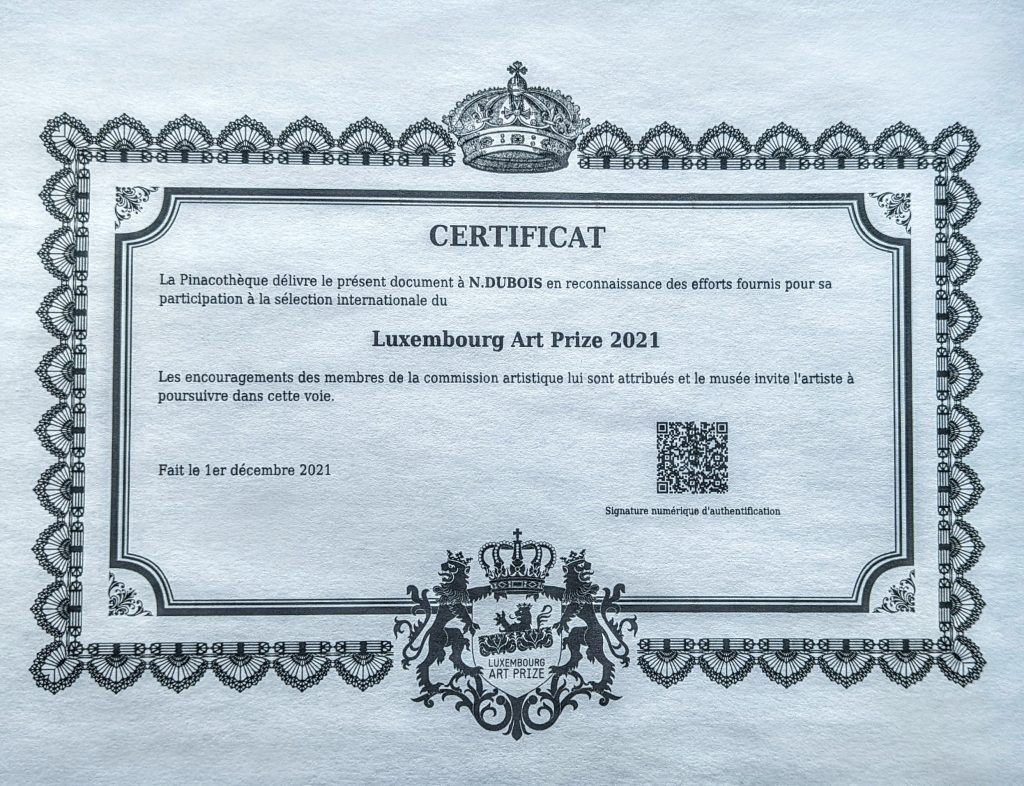 CERTIFICAT
La Pinacothèque délivre le présent document à N.DUBOIS en reconnaissance des efforts fournis pour sa
participation à la sélection internationale du
Luxembourg Art Prize 2021
Les encouragements des membres de la commission artistique lui sont attribués et le musée invite l'artiste à
poursuivre dans cette voie.
Fait le 1er décembre 2021
Signature numérique d'authentification
LUXEMBOURG
ART PRIZE